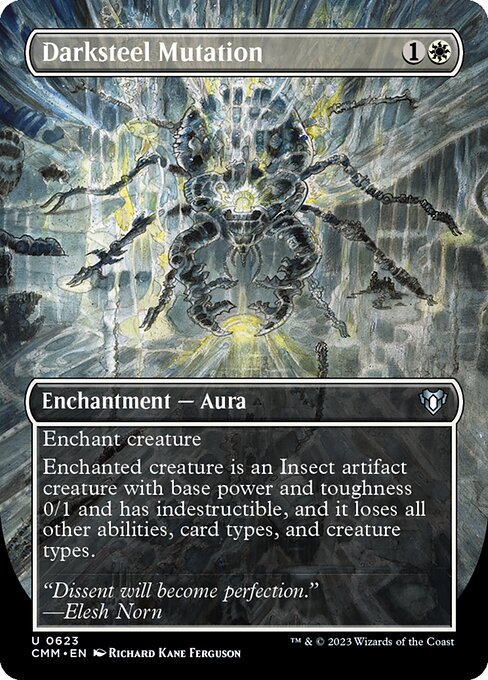 Darksteel Mutation 1
Enchantment — Aura
Enchant creature
Enchanted creature is an Insect artifact
creature with base power and toughness
0/1 and has indestructible, and it loses all
other abilities, card types, and creature
types.
“Dissent will become perfection.”
—Elesh Norn
U 0623
CMM • EN Richard Kane Ferguson
™ & © 2023 Wizards of the Coast